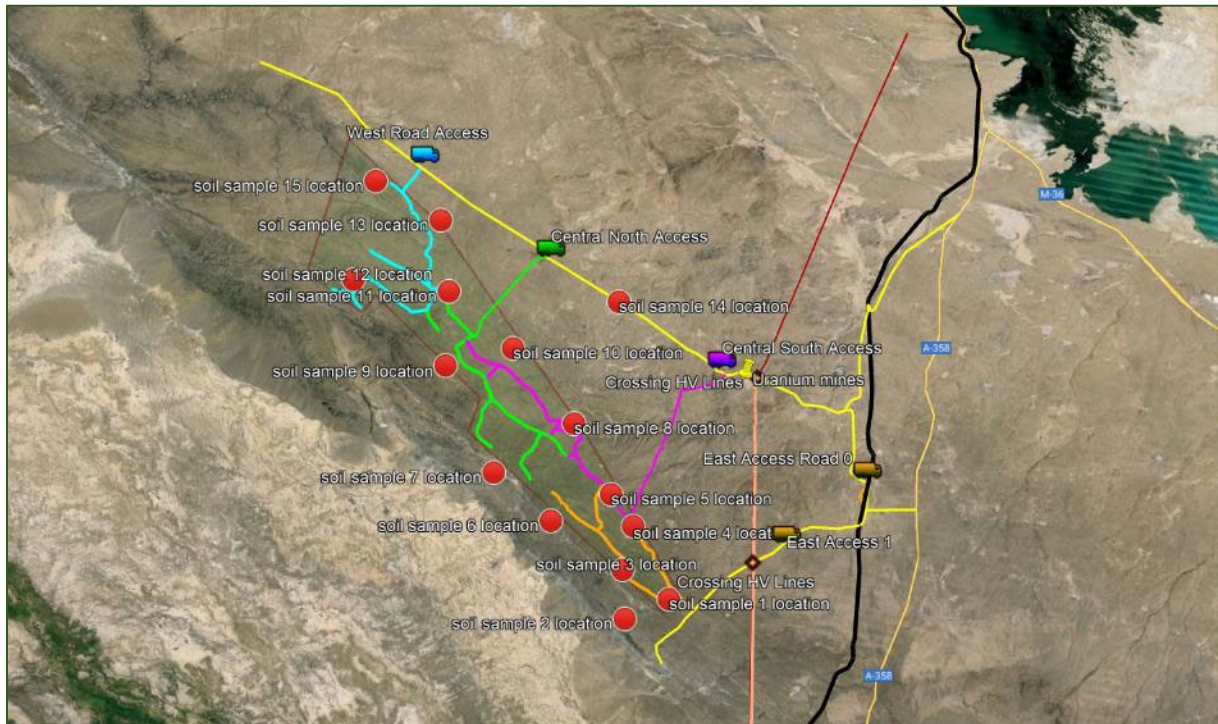 West Road Access
soil sample 15 location
M-36
soil sample 13 location
Central North Access
soil sample 12 location
soil sample 11 location
soil sample 14 location
soil sample 10 location
Central South Access
A-358
soil sample 9 location
Crossing HV Lines
Uranium mines
soil sample 8 location
East Access Road 0
soil sample 7 location
soil sample 5 location
soil sample 6 location
soil sample 4 locat
East Access 1
soil sample 3 location
Crossing HV Lines
soil sample 1 location
soil sample 2 location
A-358